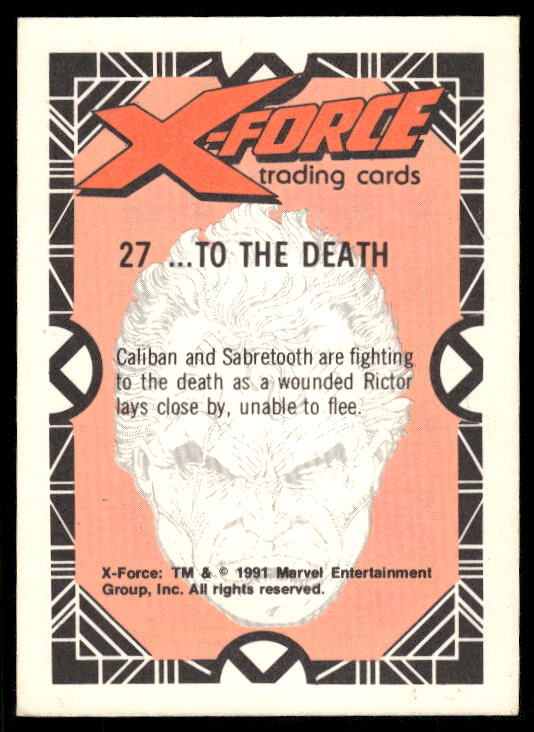 X-FORCE
trading cards
27 ...TO THE DEATH
Caliban and Sabretooth are fighting
to the death as a wounded Rictor
lays close by, unable to flee.
X-Force: TM & © 1991 Marvel Entertainment
Group, Inc. All rights reserved.